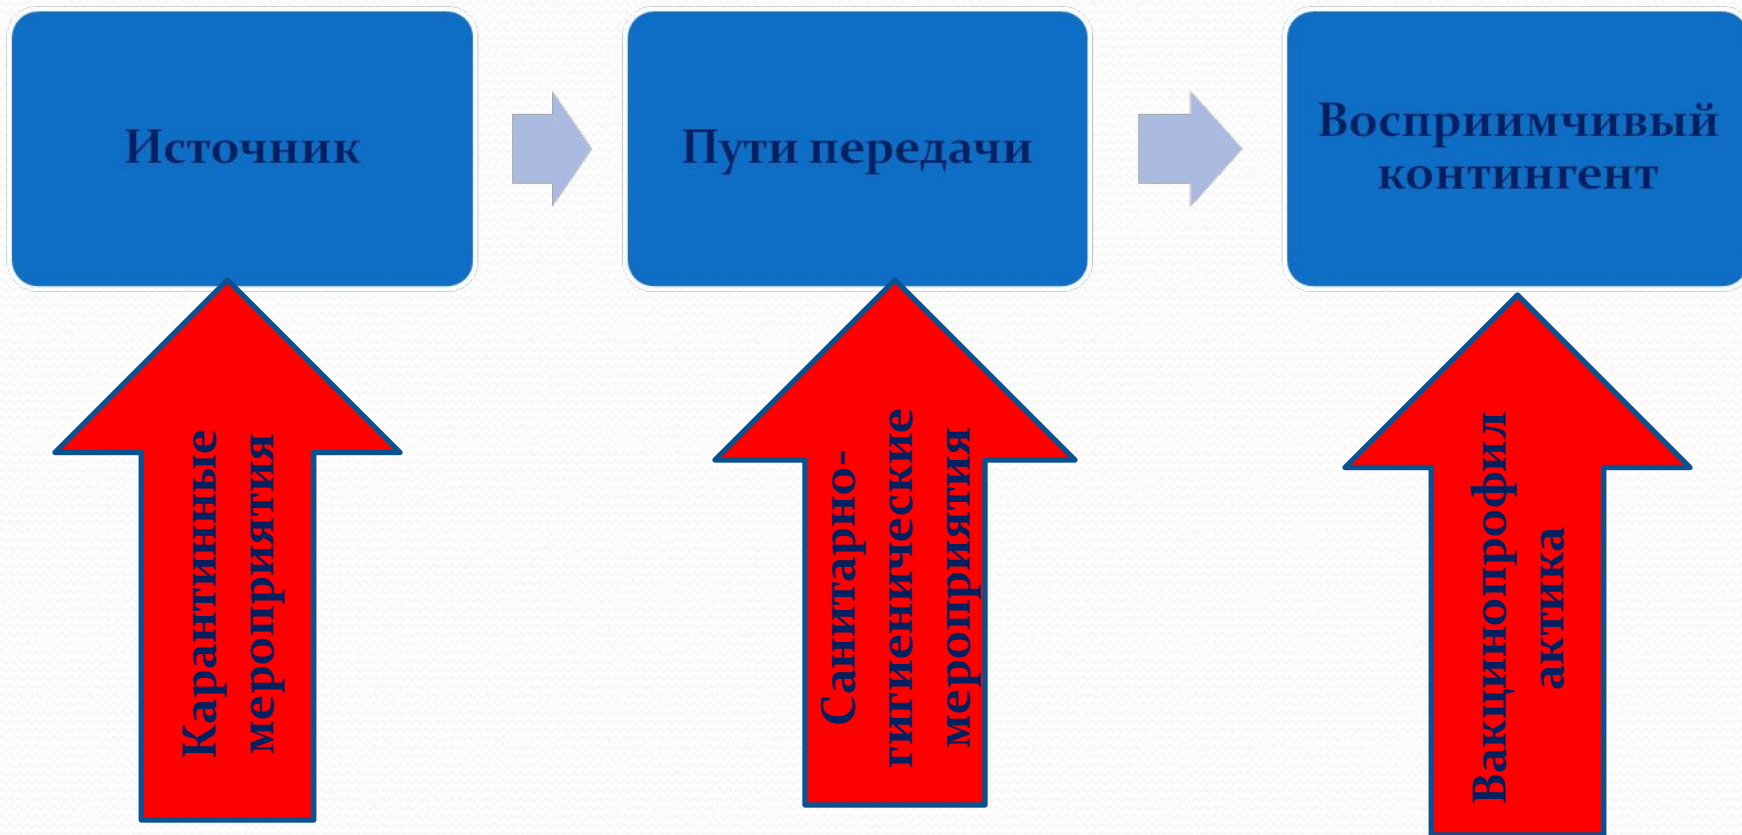 Источник
Пути передачи
Восприимчивый
контингент
Карантинные
мероприятия
Санитарно-
гигиенические
мероприятия
Вакцинопрофил
актика